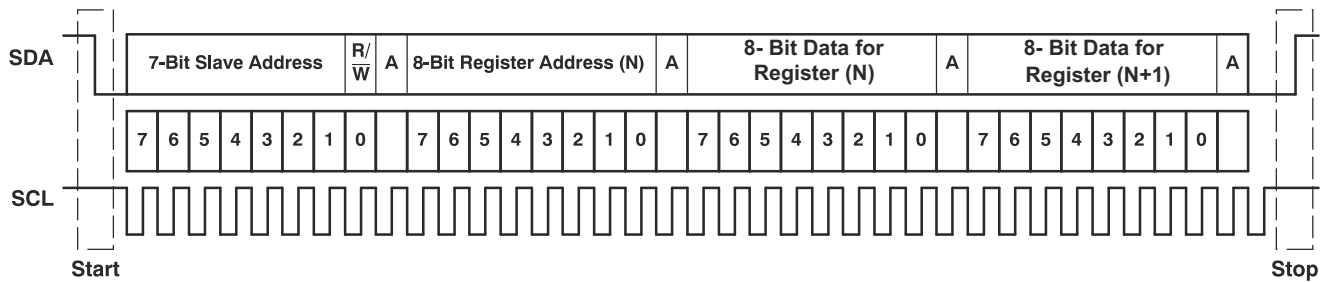 SDA
7-Bit Slave Address
R/
W
A
8-Bit Register Address (N)
A
8- Bit Data for
Register (N)
A
8- Bit Data for
Register (N+1)
A
7 6 5 4 3 2 1 0 7 6 5 4 3 2 1 0 7 6 5 4 3 2 1 0 7 6 5 4 3 2 1 0
SCL
Start
Stop